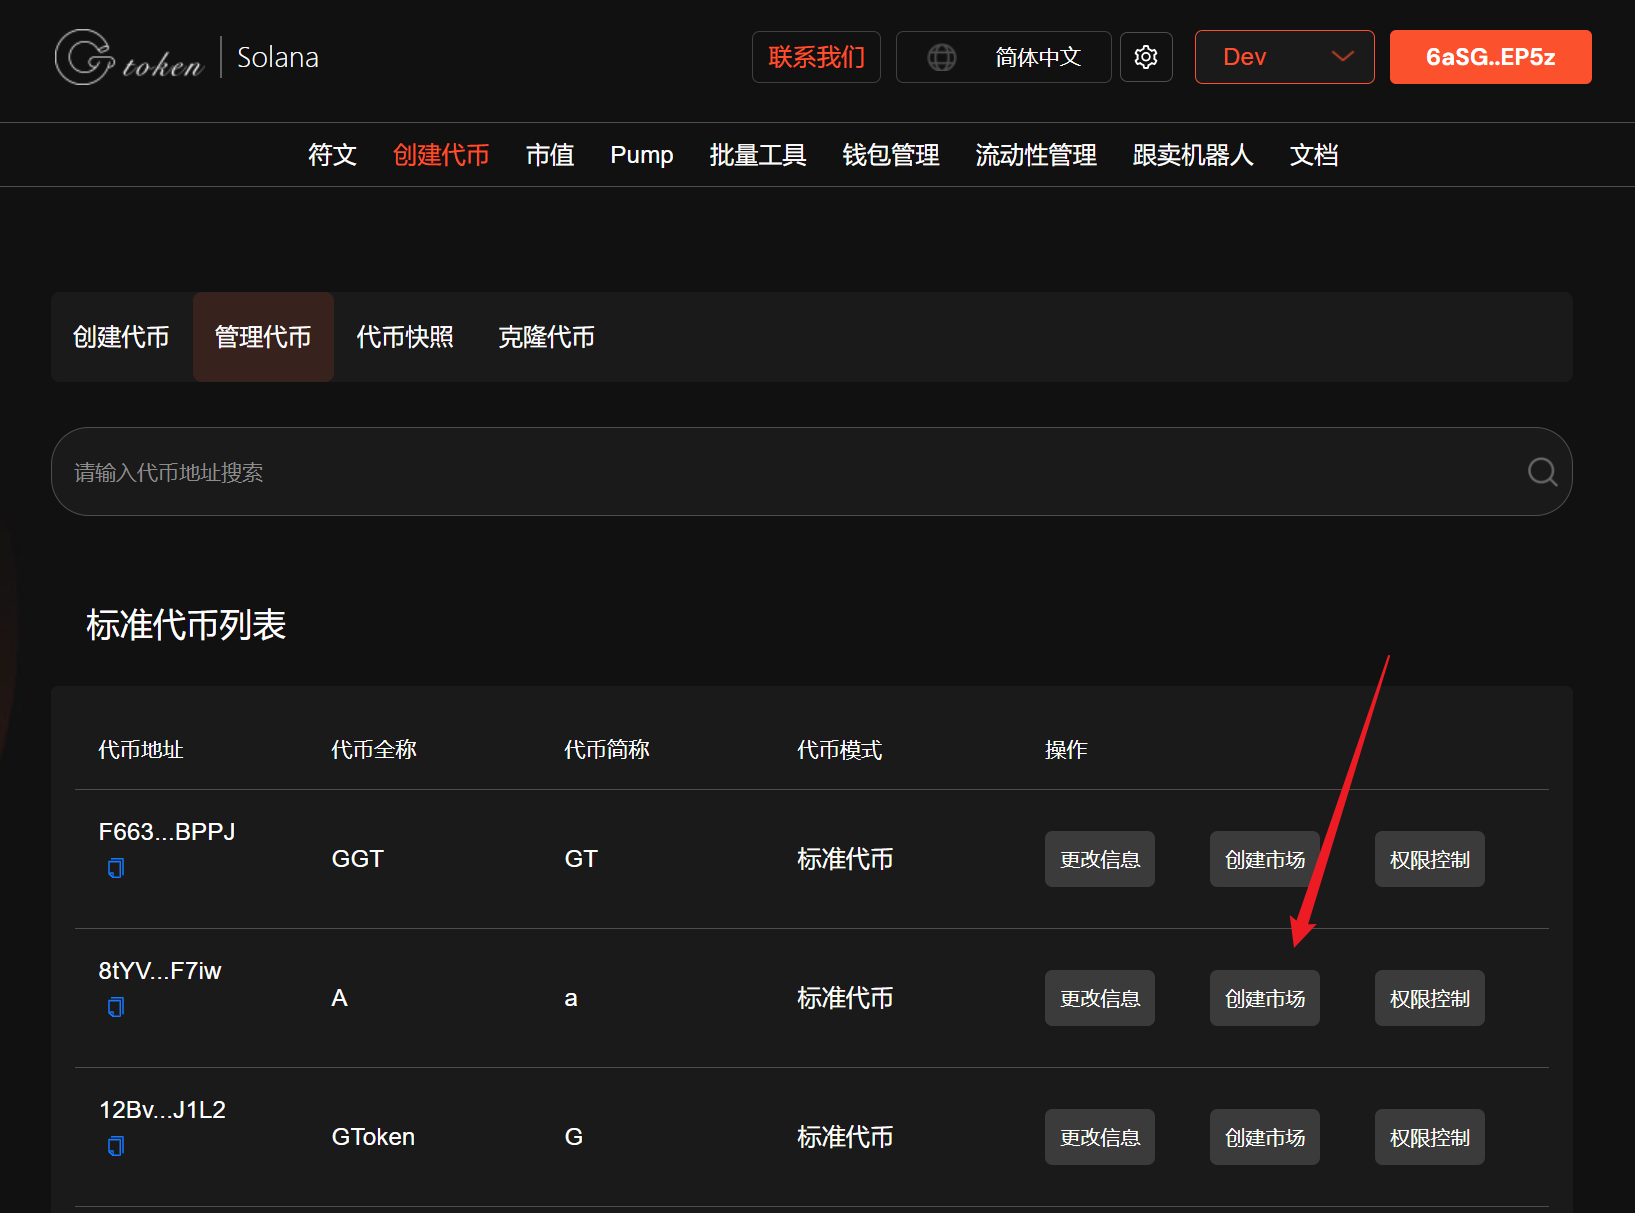 G token | Solana
联系我们
简体中文
Dev
6aSG..EP5z
符文 创建代币 市值 Pump 批量工具 钱包管理 流动性管理 跟卖机器人 文档
创建代币 管理代币 代币快照 克隆代币
请输入代币地址搜索
标准代币列表
代币地址 代币全称 代币简称 代币模式 操作
F663...BPPJ GGT GT 标准代币 更改信息 创建市场 权限控制
8tYV...F7iw A a 标准代币 更改信息 创建市场 权限控制
12Bv...J1L2 GToken G 标准代币 更改信息 创建市场 权限控制